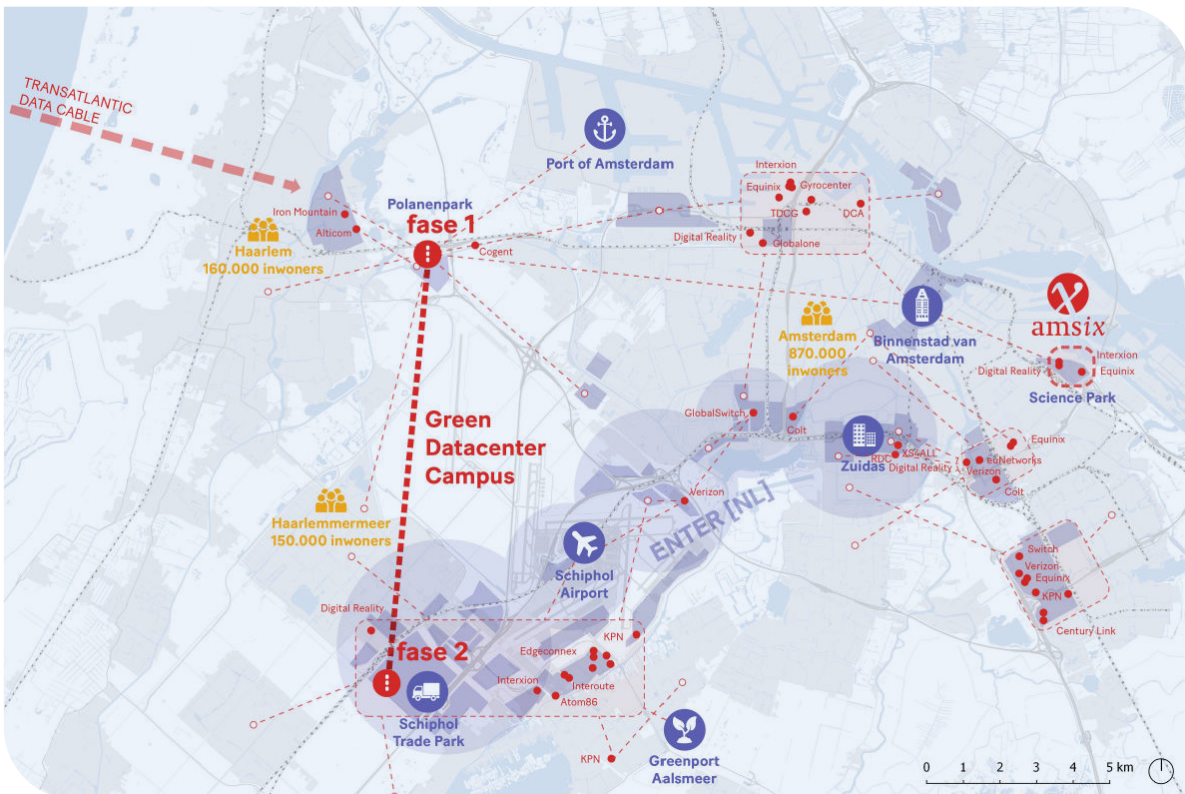 TRANSATLANTIC
DATA CABLE
Port of Amsterdam
Interxion
Equinix
Gyrocenter
TDCG
DCA
Digital Reality
Globalone
Iron Mountain
Alticom
Polanenpark
fase 1
Cogent
Haarlem
160.000 inwoners
amsix
Amsterdam
870.000
inwoners
Binnenstad van
Amsterdam
Interxion
Digital Reality
Equinix
Science Park
GlobalSwitch
Colt
Green
Datacenter
Campus
Zuidas
RDC
XS4ALL
Digital Reality
Equinix
euNetworks
Verizon
Colt
Verizon
ENTER [NL]
Haarlemmermeer
150.000 inwoners
Schiphol
Airport
Switch
Verizon
Equinix
KPN
Century Link
Digital Reality
fase 2
KPN
Edgeconnex
Interxion
Interoute
Atom86
Schiphol
Trade Park
KPN
Greenport
Aalsmeer
0 1 2 3 4 5 km